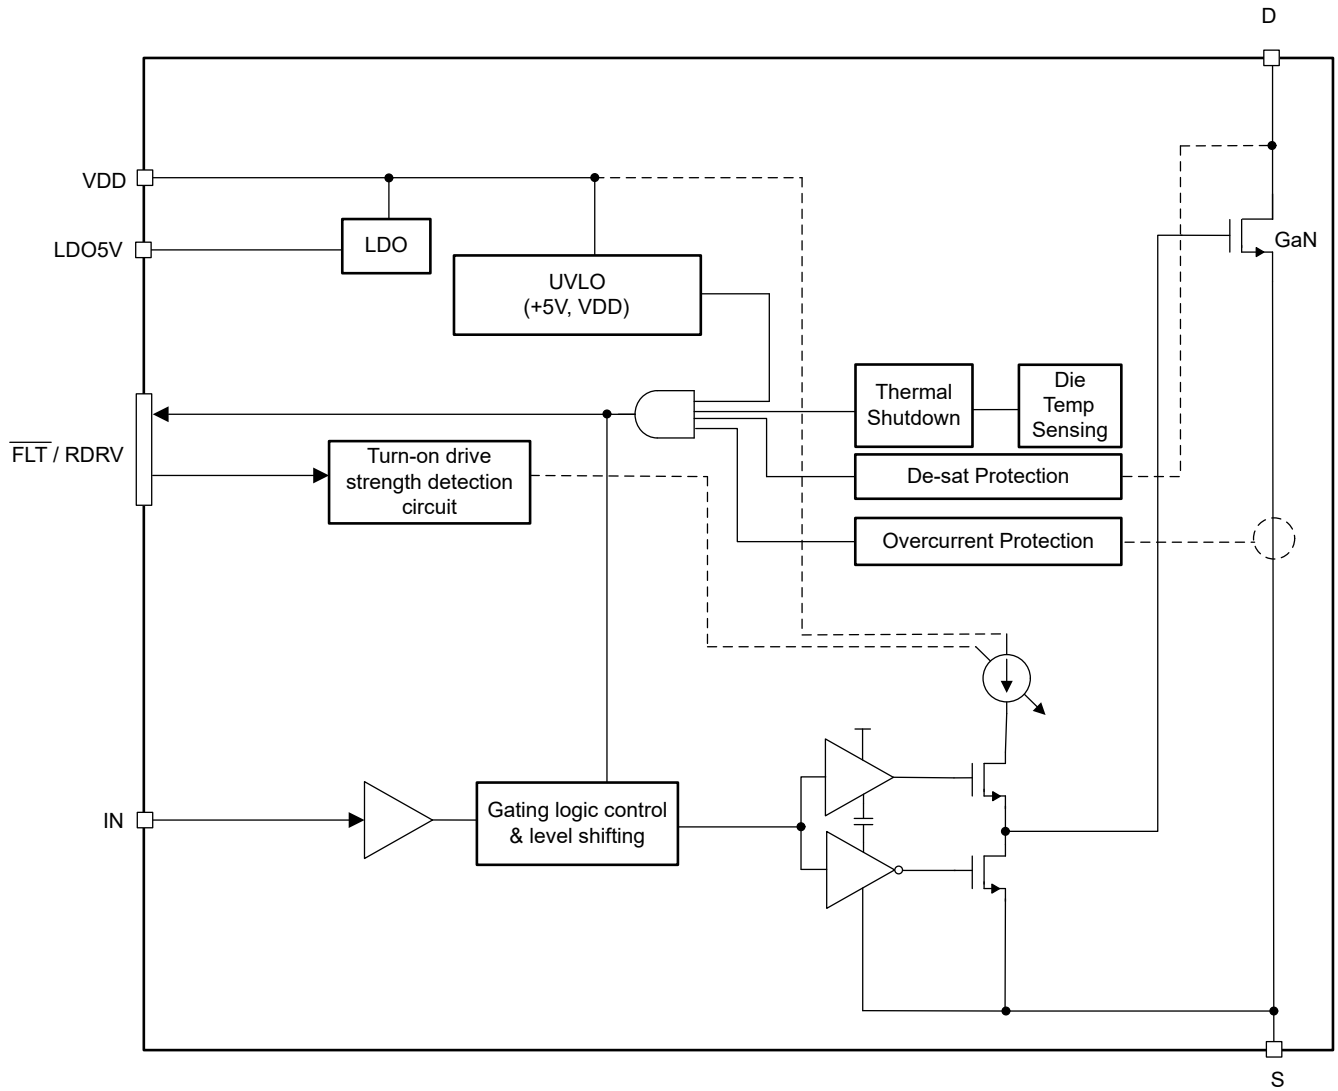 D
VDD
LDO5V
LDO
GaN
UVLO
(+5V, VDD)
Thermal
Shutdown
Die
Temp
Sensing
FLT / RDRV
Turn-on drive
strength detection
circuit
De-sat Protection
Overcurrent Protection
IN
Gating logic control
& level shifting
S